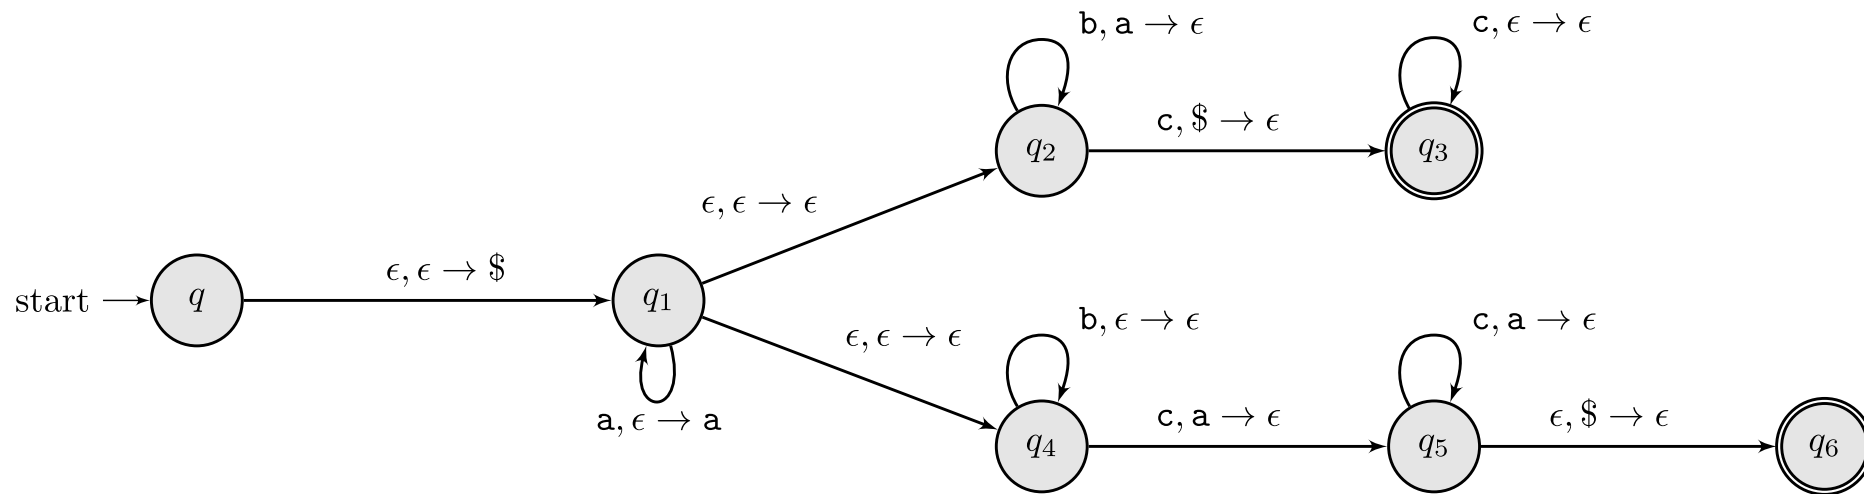 b, a → ϵ
c, ϵ → ϵ
c, $ → ϵ
q₂
q₃
ϵ, ϵ → ϵ
ϵ, ϵ → $
start
q
q₁
a, ϵ → a
ϵ, ϵ → ϵ
b, ϵ → ϵ
c, a → ϵ
c, a → ϵ
ϵ, $ → ϵ
q₄
q₅
q₆